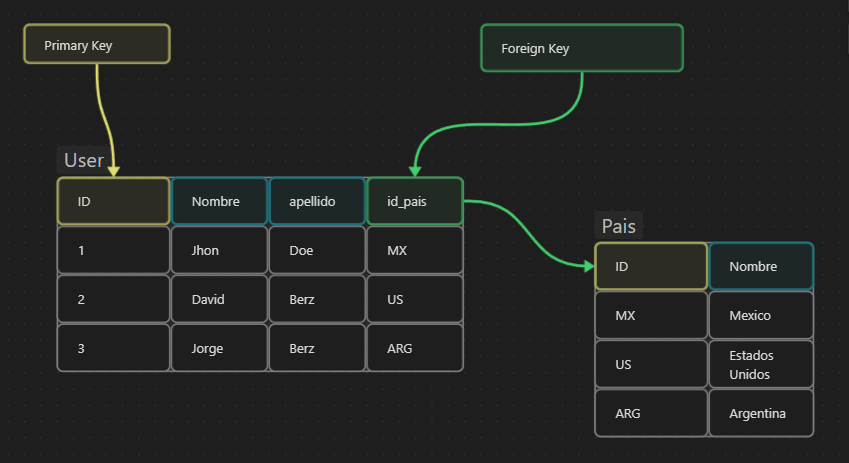 Primary Key
Foreign Key
User
ID Nombre apellido id_pais
1 Jhon Doe MX
2 David Berz US
3 Jorge Berz ARG
Pais
ID Nombre
MX Mexico
US Estados
Unidos
ARG Argentina